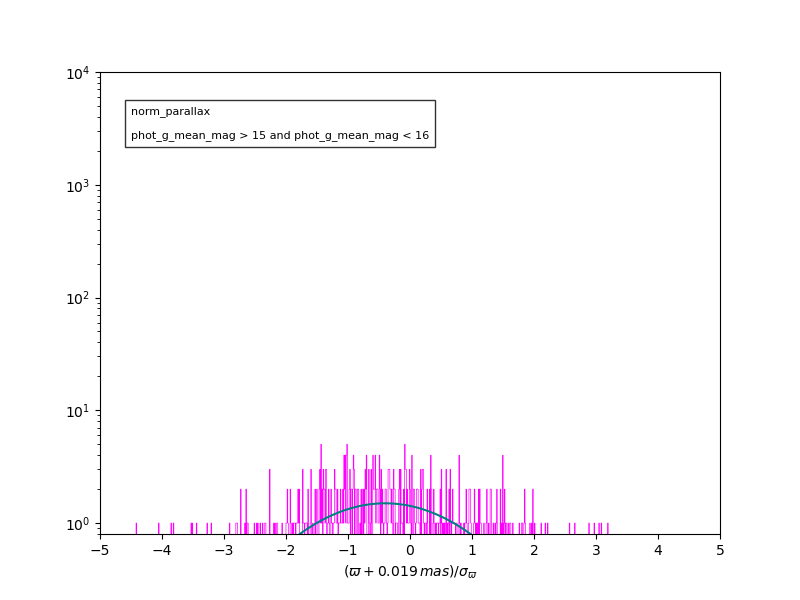 10⁴
norm_parallax
phot_g_mean_mag > 15 and phot_g_mean_mag < 16
10³
10²
10¹
10⁰
−5 −4 −3 −2 −1 0 1 2 3 4 5
(ϖ + 0.019 mas)/σ_ϖ